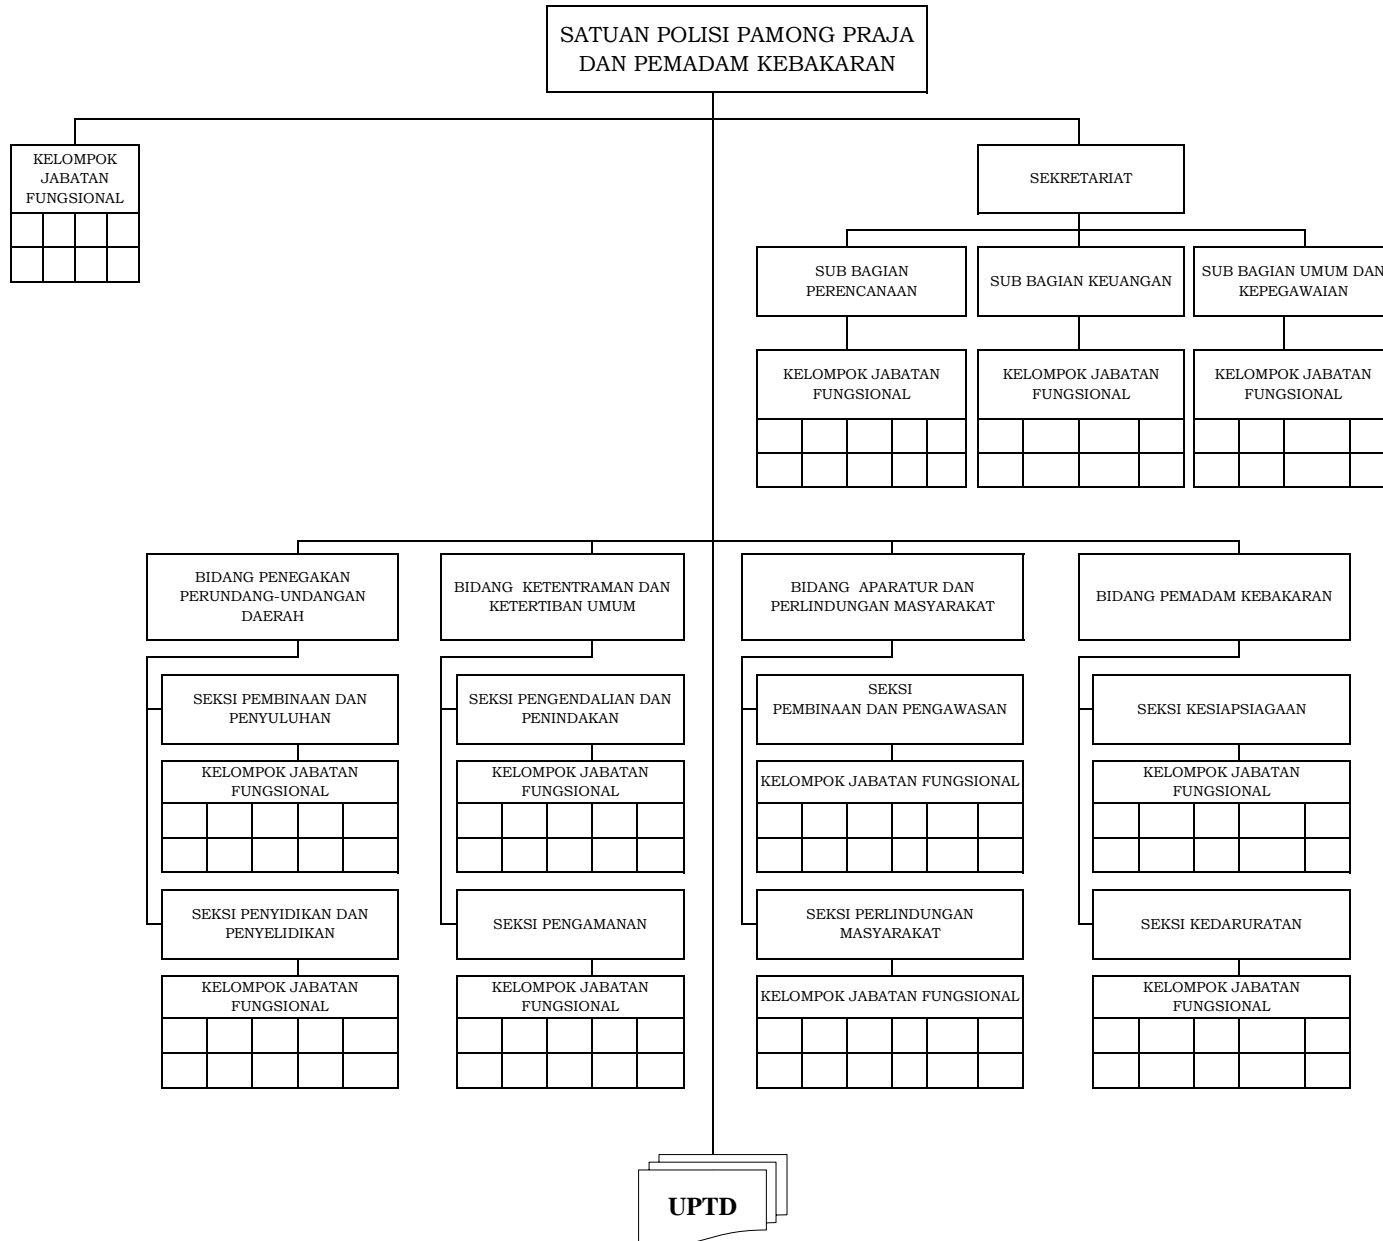 SATUAN POLISI PAMONG PRAJA
DAN PEMADAM KEBAKARAN
KELOMPOK
JABATAN
FUNGSIONAL
SEKRETARIAT
SUB BAGIAN
PERENCANAAN
SUB BAGIAN KEUANGAN
SUB BAGIAN UMUM DAN
KEPEGAWAIAN
KELOMPOK JABATAN
FUNGSIONAL
KELOMPOK JABATAN
FUNGSIONAL
KELOMPOK JABATAN
FUNGSIONAL
BIDANG PENEGAKAN
PERUNDANG-UNDANGAN
DAERAH
BIDANG KETENTRAMAN DAN
KETERTIBAN UMUM
BIDANG APARATUR DAN
PERLINDUNGAN MASYARAKAT
BIDANG PEMADAM KEBAKARAN
SEKSI PEMBINAAN DAN
PENYULUHAN
SEKSI PENGENDALIAN DAN
PENINDAKAN
SEKSI
PEMBINAAN DAN PENGAWASAN
SEKSI KESIAPSIAGAAN
KELOMPOK JABATAN
FUNGSIONAL
KELOMPOK JABATAN
FUNGSIONAL
KELOMPOK JABATAN FUNGSIONAL
KELOMPOK JABATAN
FUNGSIONAL
SEKSI PENYIDIKAN DAN
PENYELIDIKAN
SEKSI PENGAMANAN
SEKSI PERLINDUNGAN
MASYARAKAT
SEKSI KEDARURATAN
KELOMPOK JABATAN
FUNGSIONAL
KELOMPOK JABATAN
FUNGSIONAL
KELOMPOK JABATAN FUNGSIONAL
KELOMPOK JABATAN
FUNGSIONAL
UPTD